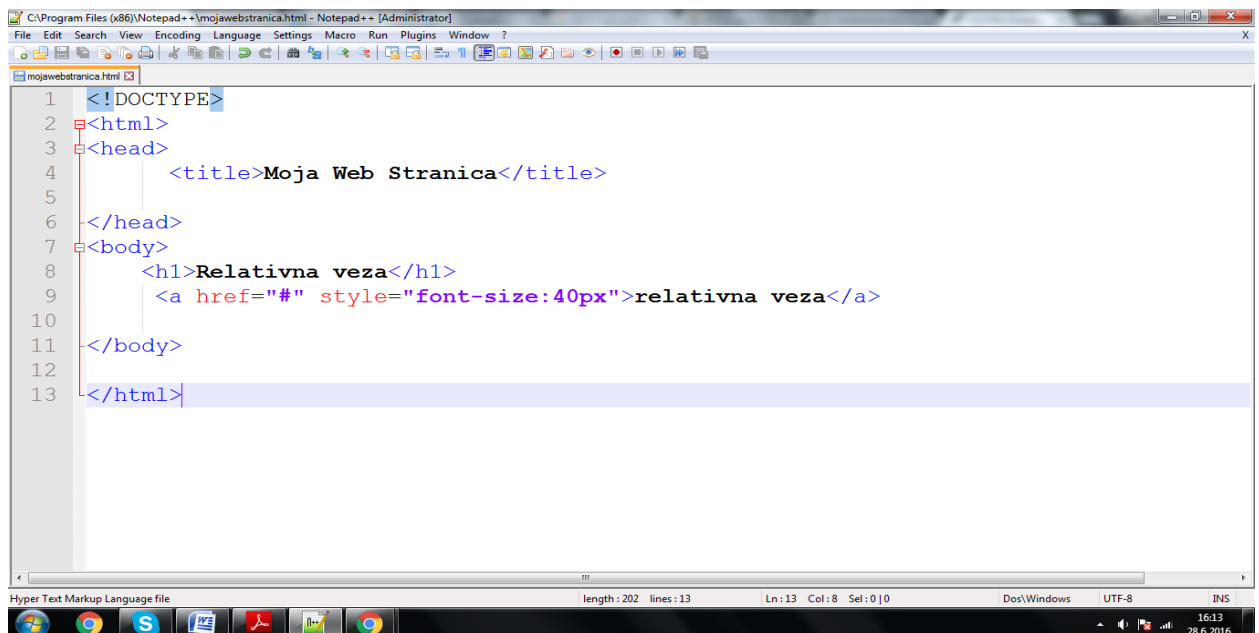 C:\Program Files (x86)\Notepad++\mojawebstranica.html - Notepad++ [Administrator]
File Edit Search View Encoding Language Settings Macro Run Plugins Window ? X
mojawebstranica.html
1 <!DOCTYPE>
2 <html>
3 <head>
4 <title>Moja Web Stranica</title>
5
6 </head>
7 <body>
8 <h1>Relativna veza</h1>
9 <a href="#" style="font-size:40px">relativna veza</a>
10
11 </body>
12
13 </html>
Hyper Text Markup Language file length : 202 lines : 13 Ln : 13 Col : 8 Sel : 0 | 0 Dos\Windows UTF-8 INS
16:13
28.6.2016